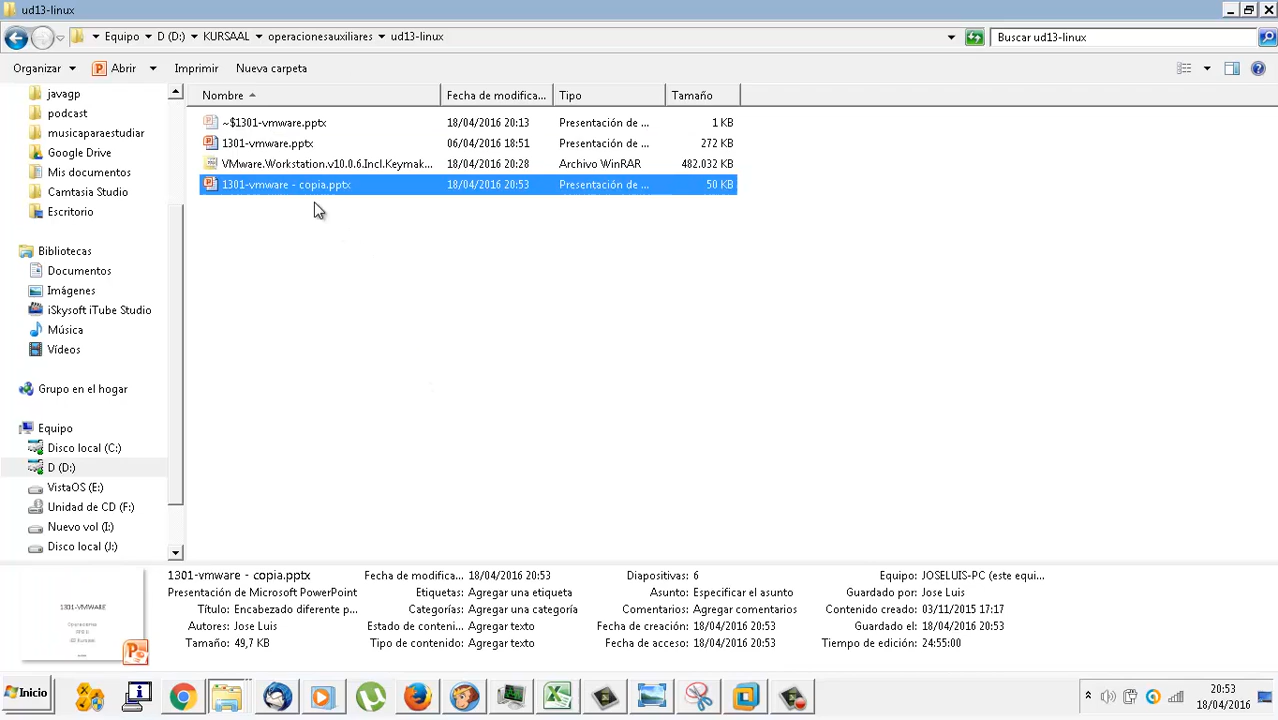 ud13-linux
Equipo D (D:) KURSAAL operacionesauxiliares ud13-linux
Buscar ud13-linux
Organizar Abrir Imprimir Nueva carpeta
Nombre Fecha de modifica... Tipo Tamaño
~$1301-vmware.pptx 18/04/2016 20:13 Presentación de ... 1 KB
1301-vmware.pptx 06/04/2016 18:51 Presentación de ... 272 KB
VMware.Workstation.v10.0.6.Incl.Keymak... 18/04/2016 20:28 Archivo WinRAR 482.032 KB
1301-vmware - copia.pptx 18/04/2016 20:53 Presentación de ... 50 KB
javagp
podcast
musicaparaestudiar
Google Drive
Mis documentos
Camtasia Studio
Escritorio
Bibliotecas
Documentos
Imágenes
iSkysoft iTube Studio
Música
Vídeos
Grupo en el hogar
Equipo
Disco local (C:)
D (D:)
VistaOS (E:)
Unidad de CD (F:)
Nuevo vol (I:)
Disco local (J:)
1301-VMWARE
1301-vmware - copia.pptx Fecha de modifica... 18/04/2016 20:53 Diapositivas: 6 Equipo: JOSELUIS-PC (este equi...
Presentación de Microsoft PowerPoint Etiquetas: Agregar una etiqueta Asunto: Especificar el asunto Guardado por: Jose Luis
Título: Encabezado diferente p... Categorías: Agregar una categoría Comentarios: Agregar comentarios Contenido creado: 03/11/2015 17:17
Autores: Jose Luis Estado de conteni... Agregar texto Fecha de creación: 18/04/2016 20:53 Guardado el: 18/04/2016 20:53
Tamaño: 49,7 KB Tipo de contenido: Agregar texto Fecha de acceso: 18/04/2016 20:53 Tiempo de edición: 24:55:00
Inicio
20:53
18/04/2016